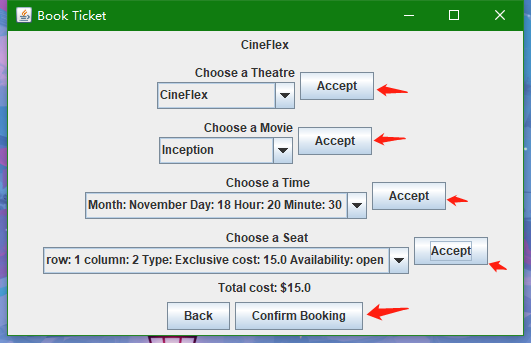 Book Ticket
CineFlex
Choose a Theatre
CineFlex
Accept
Choose a Movie
Inception
Accept
Choose a Time
Month: November Day: 18 Hour: 20 Minute: 30
Accept
Choose a Seat
row: 1 column: 2 Type: Exclusive cost: 15.0 Availability: open
Accept
Total cost: $15.0
Back Confirm Booking